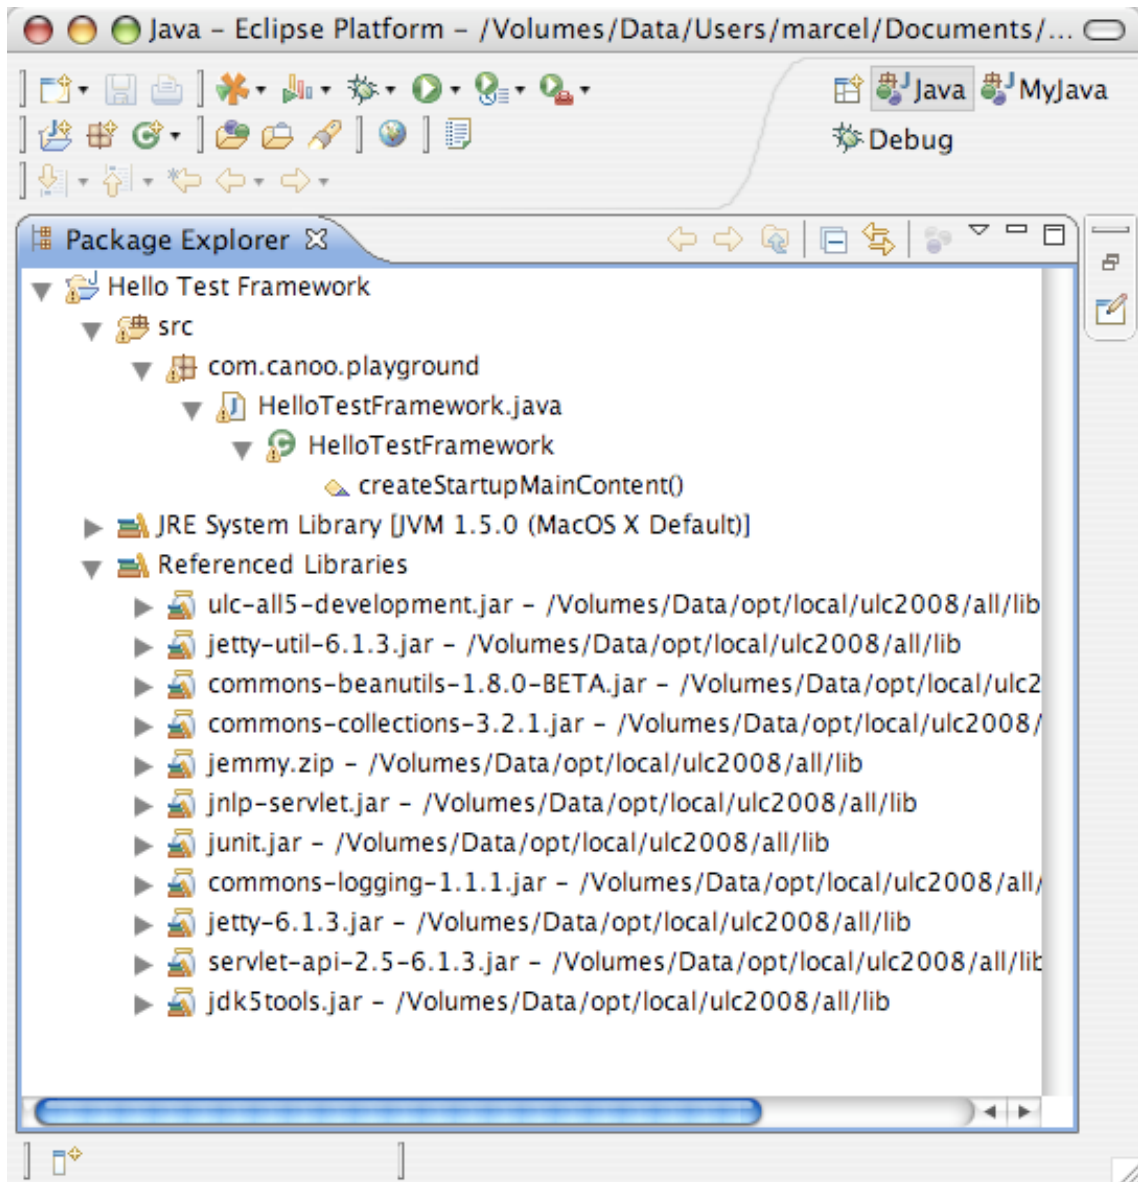 Java – Eclipse Platform – /Volumes/Data/Users/marcel/Documents/...
Java MyJava
Debug
Package Explorer
Hello Test Framework
src
com.canoo.playground
HelloTestFramework.java
HelloTestFramework
createStartupMainContent()
JRE System Library [JVM 1.5.0 (MacOS X Default)]
Referenced Libraries
ulc-all5-development.jar – /Volumes/Data/opt/local/ulc2008/all/lib
jetty-util-6.1.3.jar – /Volumes/Data/opt/local/ulc2008/all/lib
commons-beanutils-1.8.0-BETA.jar – /Volumes/Data/opt/local/ulc2
commons-collections-3.2.1.jar – /Volumes/Data/opt/local/ulc2008/
jemmy.zip – /Volumes/Data/opt/local/ulc2008/all/lib
jnlp-servlet.jar – /Volumes/Data/opt/local/ulc2008/all/lib
junit.jar – /Volumes/Data/opt/local/ulc2008/all/lib
commons-logging-1.1.1.jar – /Volumes/Data/opt/local/ulc2008/all/
jetty-6.1.3.jar – /Volumes/Data/opt/local/ulc2008/all/lib
servlet-api-2.5-6.1.3.jar – /Volumes/Data/opt/local/ulc2008/all/lib
jdk5tools.jar – /Volumes/Data/opt/local/ulc2008/all/lib